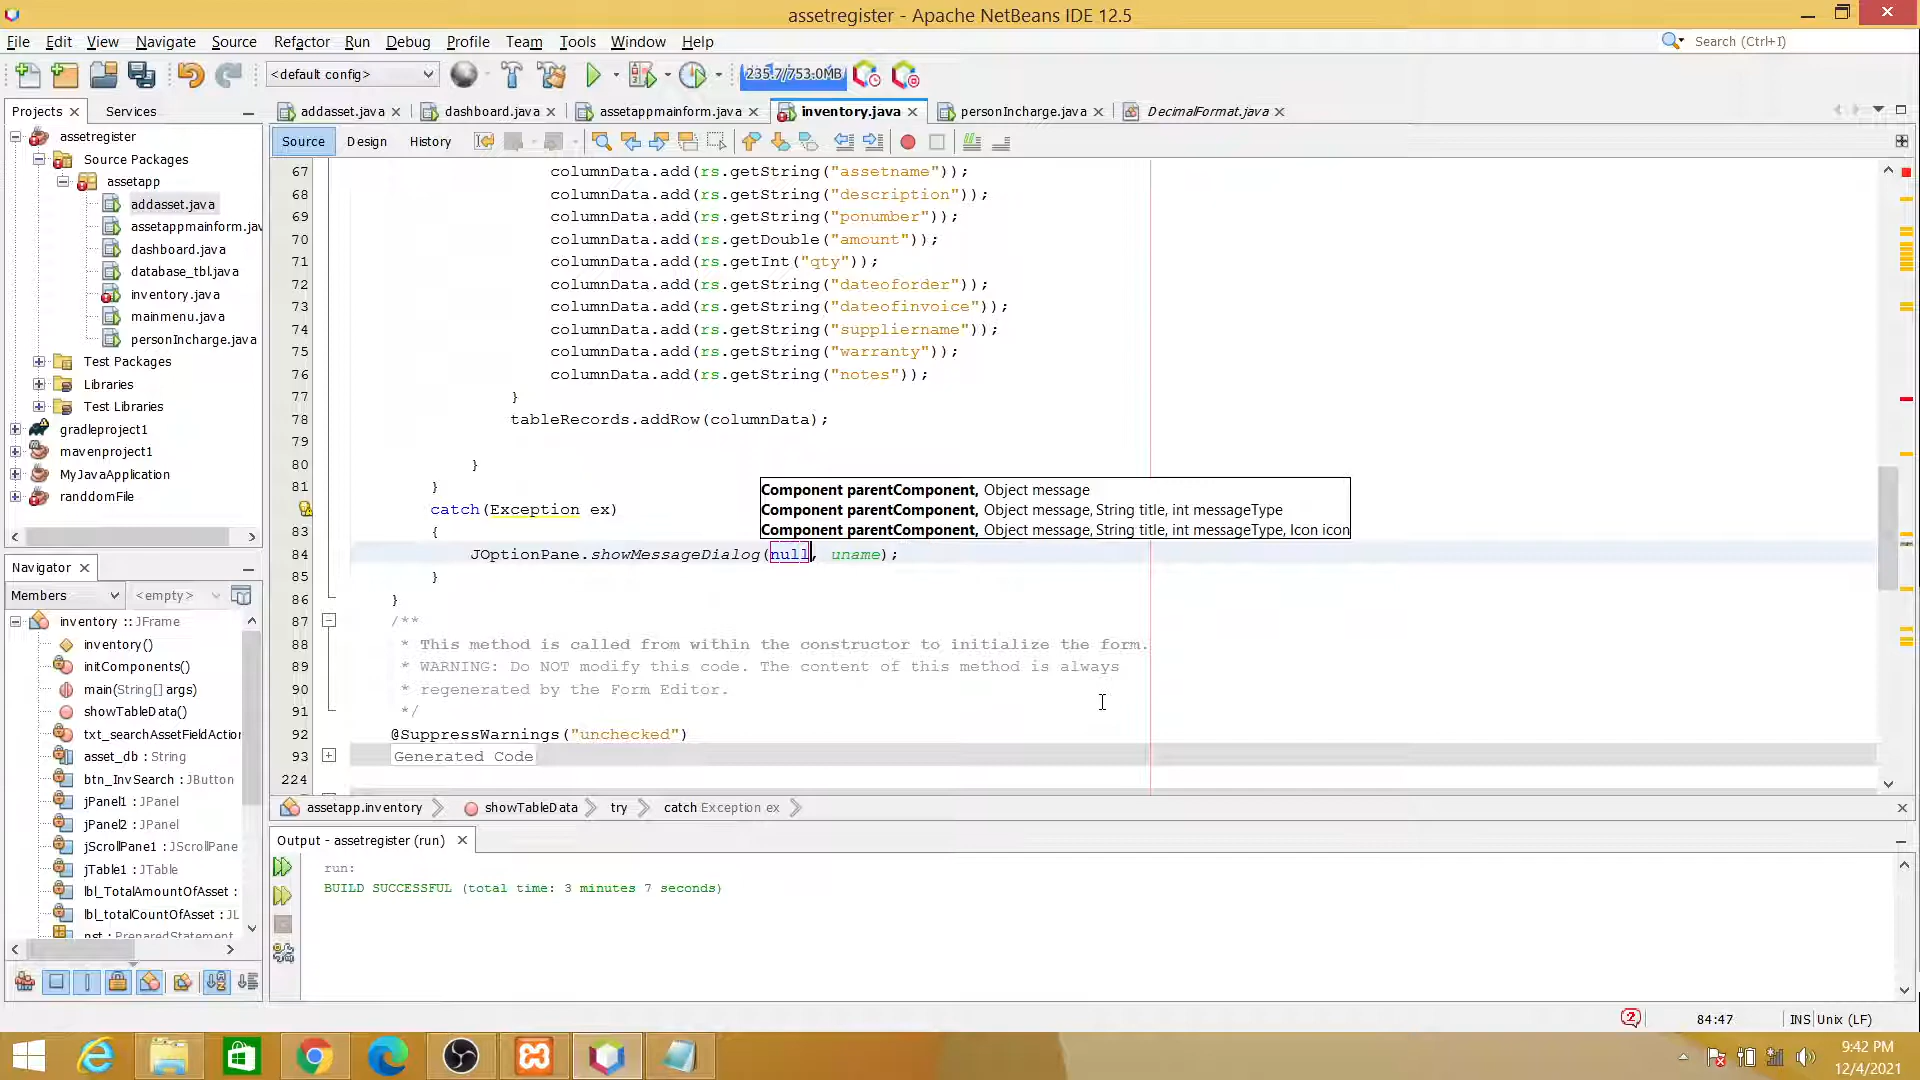 assetregister - Apache NetBeans IDE 12.5
File Edit View Navigate Source Refactor Run Debug Profile Team Tools Window Help
Search (Ctrl+I)
<default config>
235.7/753.0MB
Projects Services
addasset.java dashboard.java assetappmainform.java inventory.java personIncharge.java DecimalFormat.java
Source Design History
assetregister
Source Packages
assetapp
addasset.java
assetappmainform.jav
dashboard.java
database_tbl.java
inventory.java
mainmenu.java
personIncharge.java
Test Packages
Libraries
Test Libraries
gradleproject1
mavenproject1
MyJavaApplication
randdomFile
67 columnData.add(rs.getString("assetname"));
68 columnData.add(rs.getString("description"));
69 columnData.add(rs.getString("ponumber"));
70 columnData.add(rs.getDouble("amount"));
71 columnData.add(rs.getInt("qty"));
72 columnData.add(rs.getString("dateoforder"));
73 columnData.add(rs.getString("dateofinvoice"));
74 columnData.add(rs.getString("suppliername"));
75 columnData.add(rs.getString("warranty"));
76 columnData.add(rs.getString("notes"));
77 }
78 tableRecords.addRow(columnData);
79
80 }
81 }
catch(Exception ex)
83 {
84 JOptionPane.showMessageDialog(null, uname);
85 }
86 }
87 /**
88 * This method is called from within the constructor to initialize the form.
89 * WARNING: Do NOT modify this code. The content of this method is always
90 * regenerated by the Form Editor.
91 */
92 @SuppressWarnings("unchecked")
93 Generated Code
224
Component parentComponent, Object message
Component parentComponent, Object message, String title, int messageType
Component parentComponent, Object message, String title, int messageType, Icon icon
assetapp.inventory showTableData try catch Exception ex
Navigator
Members <empty>
inventory :: JFrame
inventory()
initComponents()
main(String[] args)
showTableData()
txt_searchAssetFieldAction
asset_db : String
btn_InvSearch : JButton
jPanel1 : JPanel
jPanel2 : JPanel
jScrollPane1 : JScrollPane
jTable1 : JTable
lbl_TotalAmountOfAsset :
lbl_totalCountOfAsset : JL
pst : PreparedStatement
Output - assetregister (run)
run:
BUILD SUCCESSFUL (total time: 3 minutes 7 seconds)
2
84:47
INS Unix (LF)
9:42 PM
12/4/2021